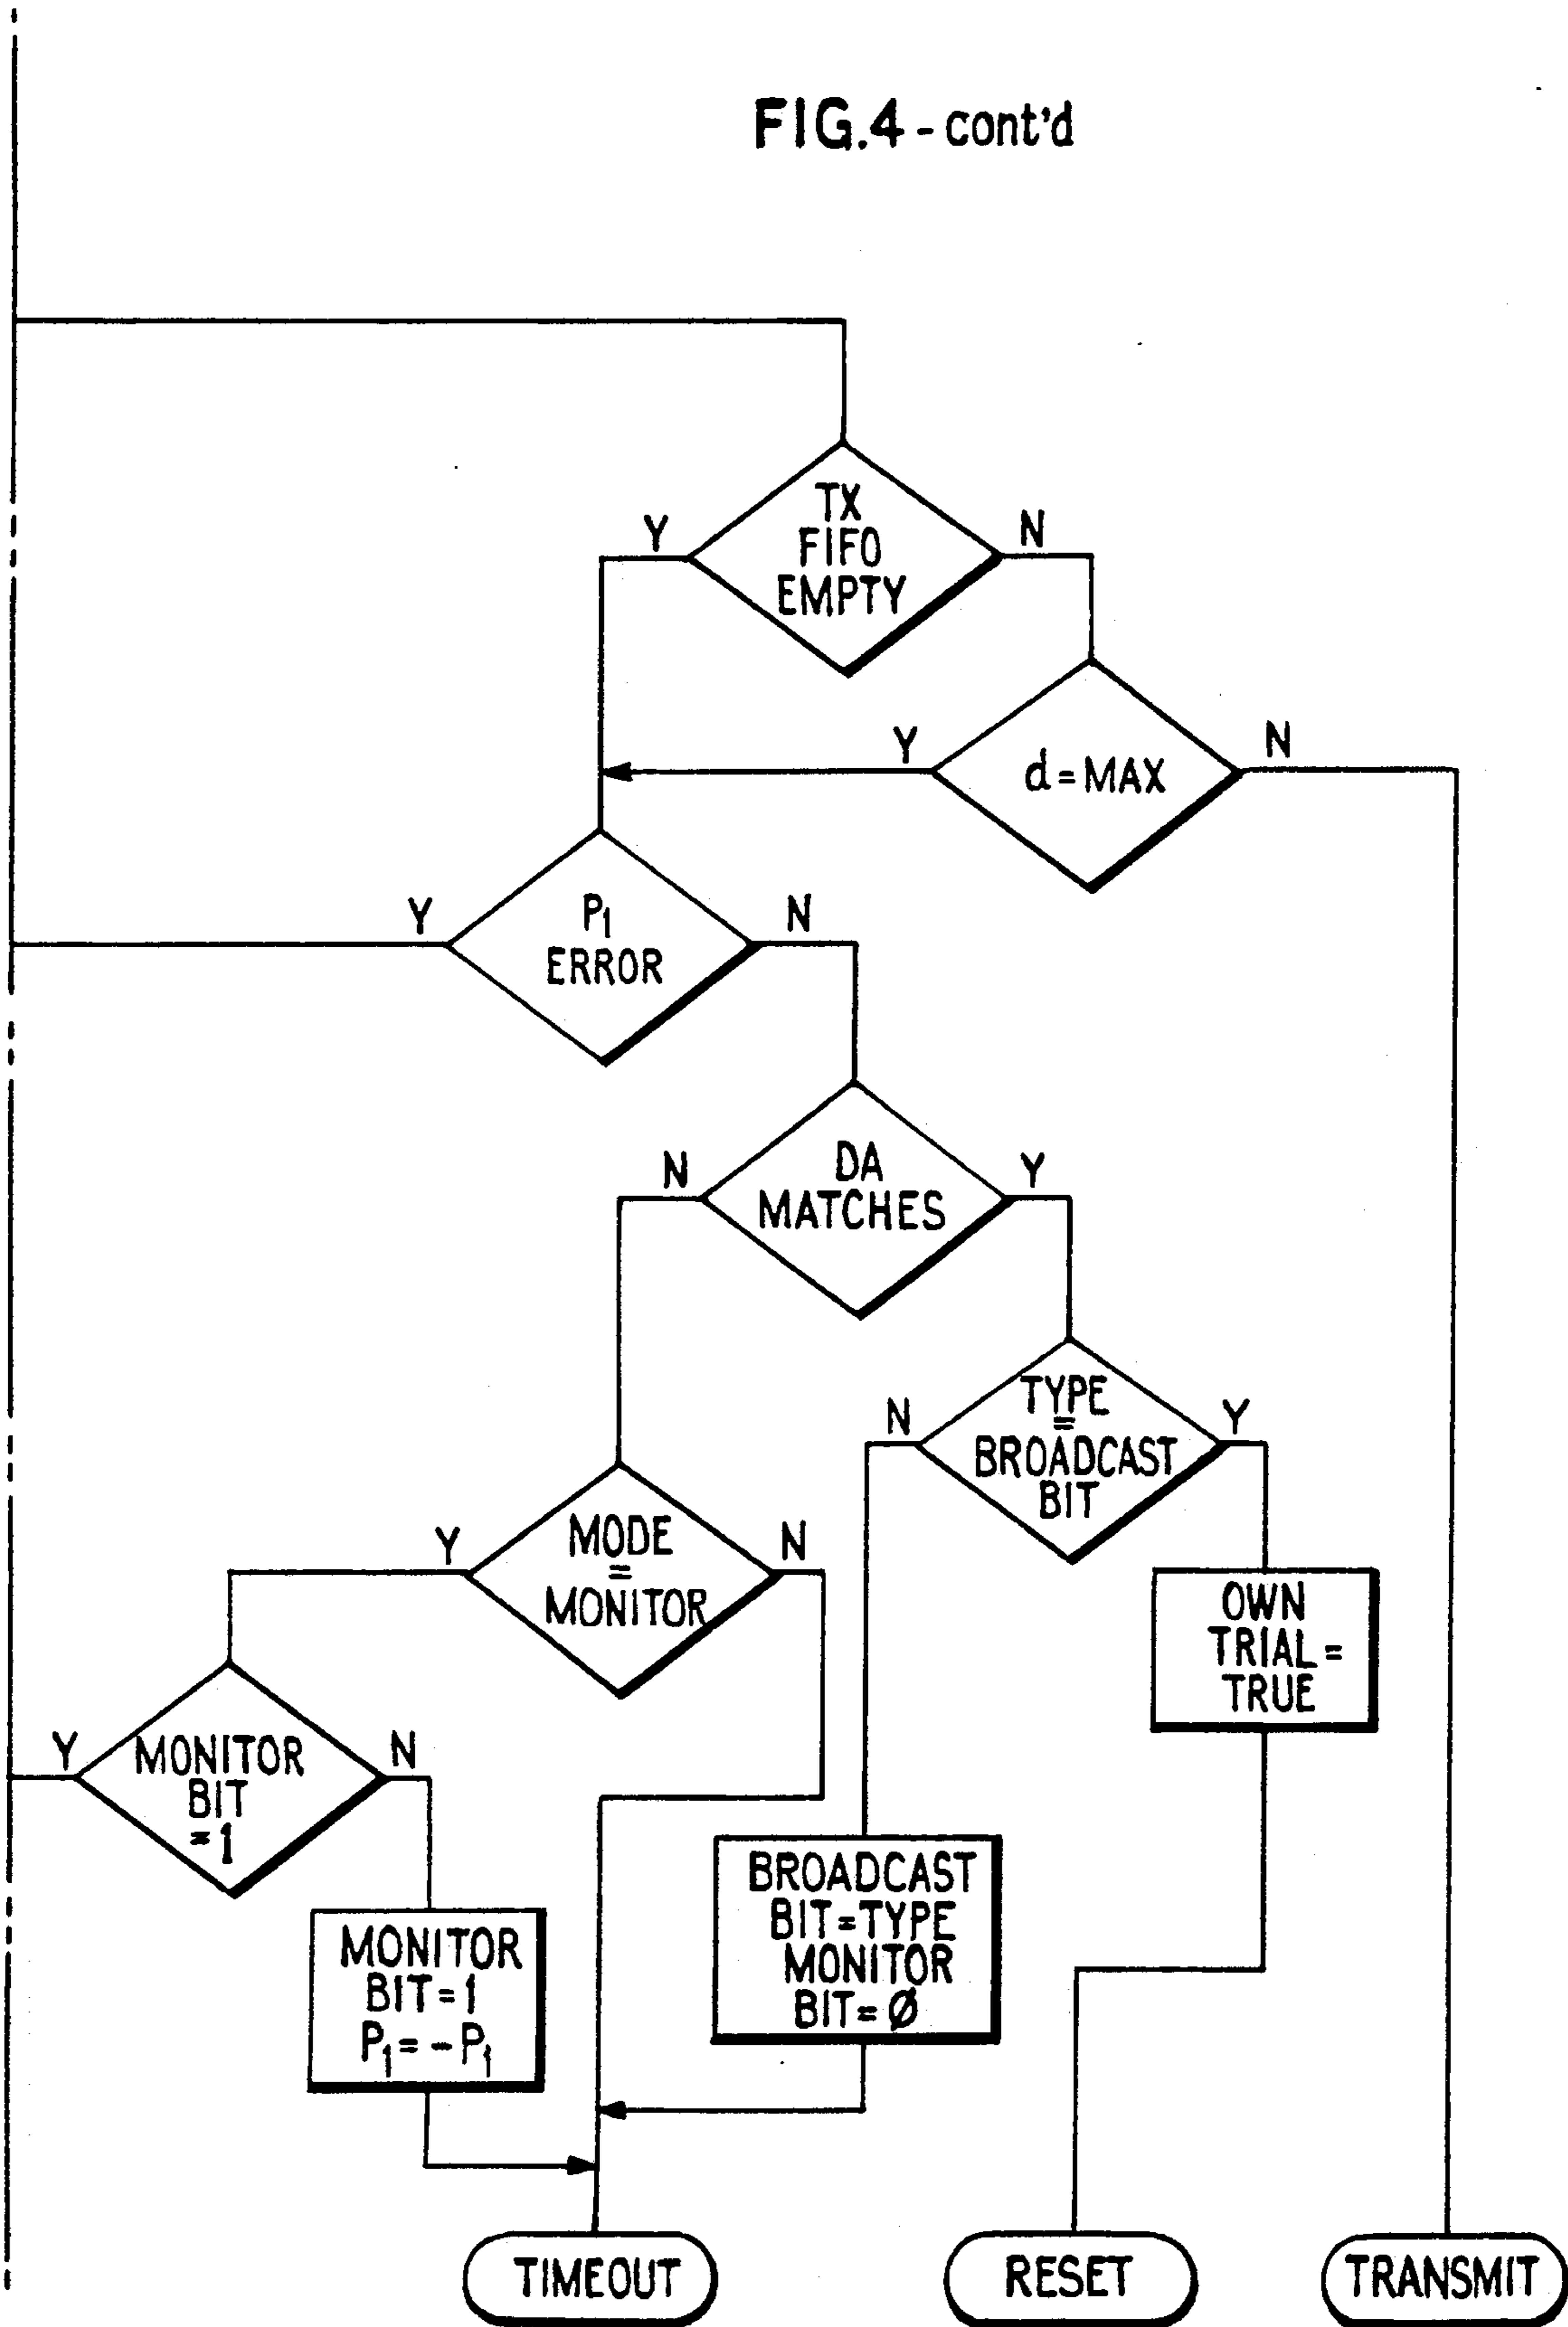 FIG.4 - cont'd
TX
FIFO
EMPTY
Y
N
d = MAX
Y
N
P1
ERROR
Y
N
DA
MATCHES
N
Y
TYPE
=
BROADCAST
BIT
N
Y
MODE
=
MONITOR
Y
N
OWN
TRIAL =
TRUE
MONITOR
BIT
= 1
Y
N
BROADCAST
BIT = TYPE
MONITOR
BIT = Ø
MONITOR
BIT = 1
P1 = - P1
TIMEOUT
RESET
TRANSMIT